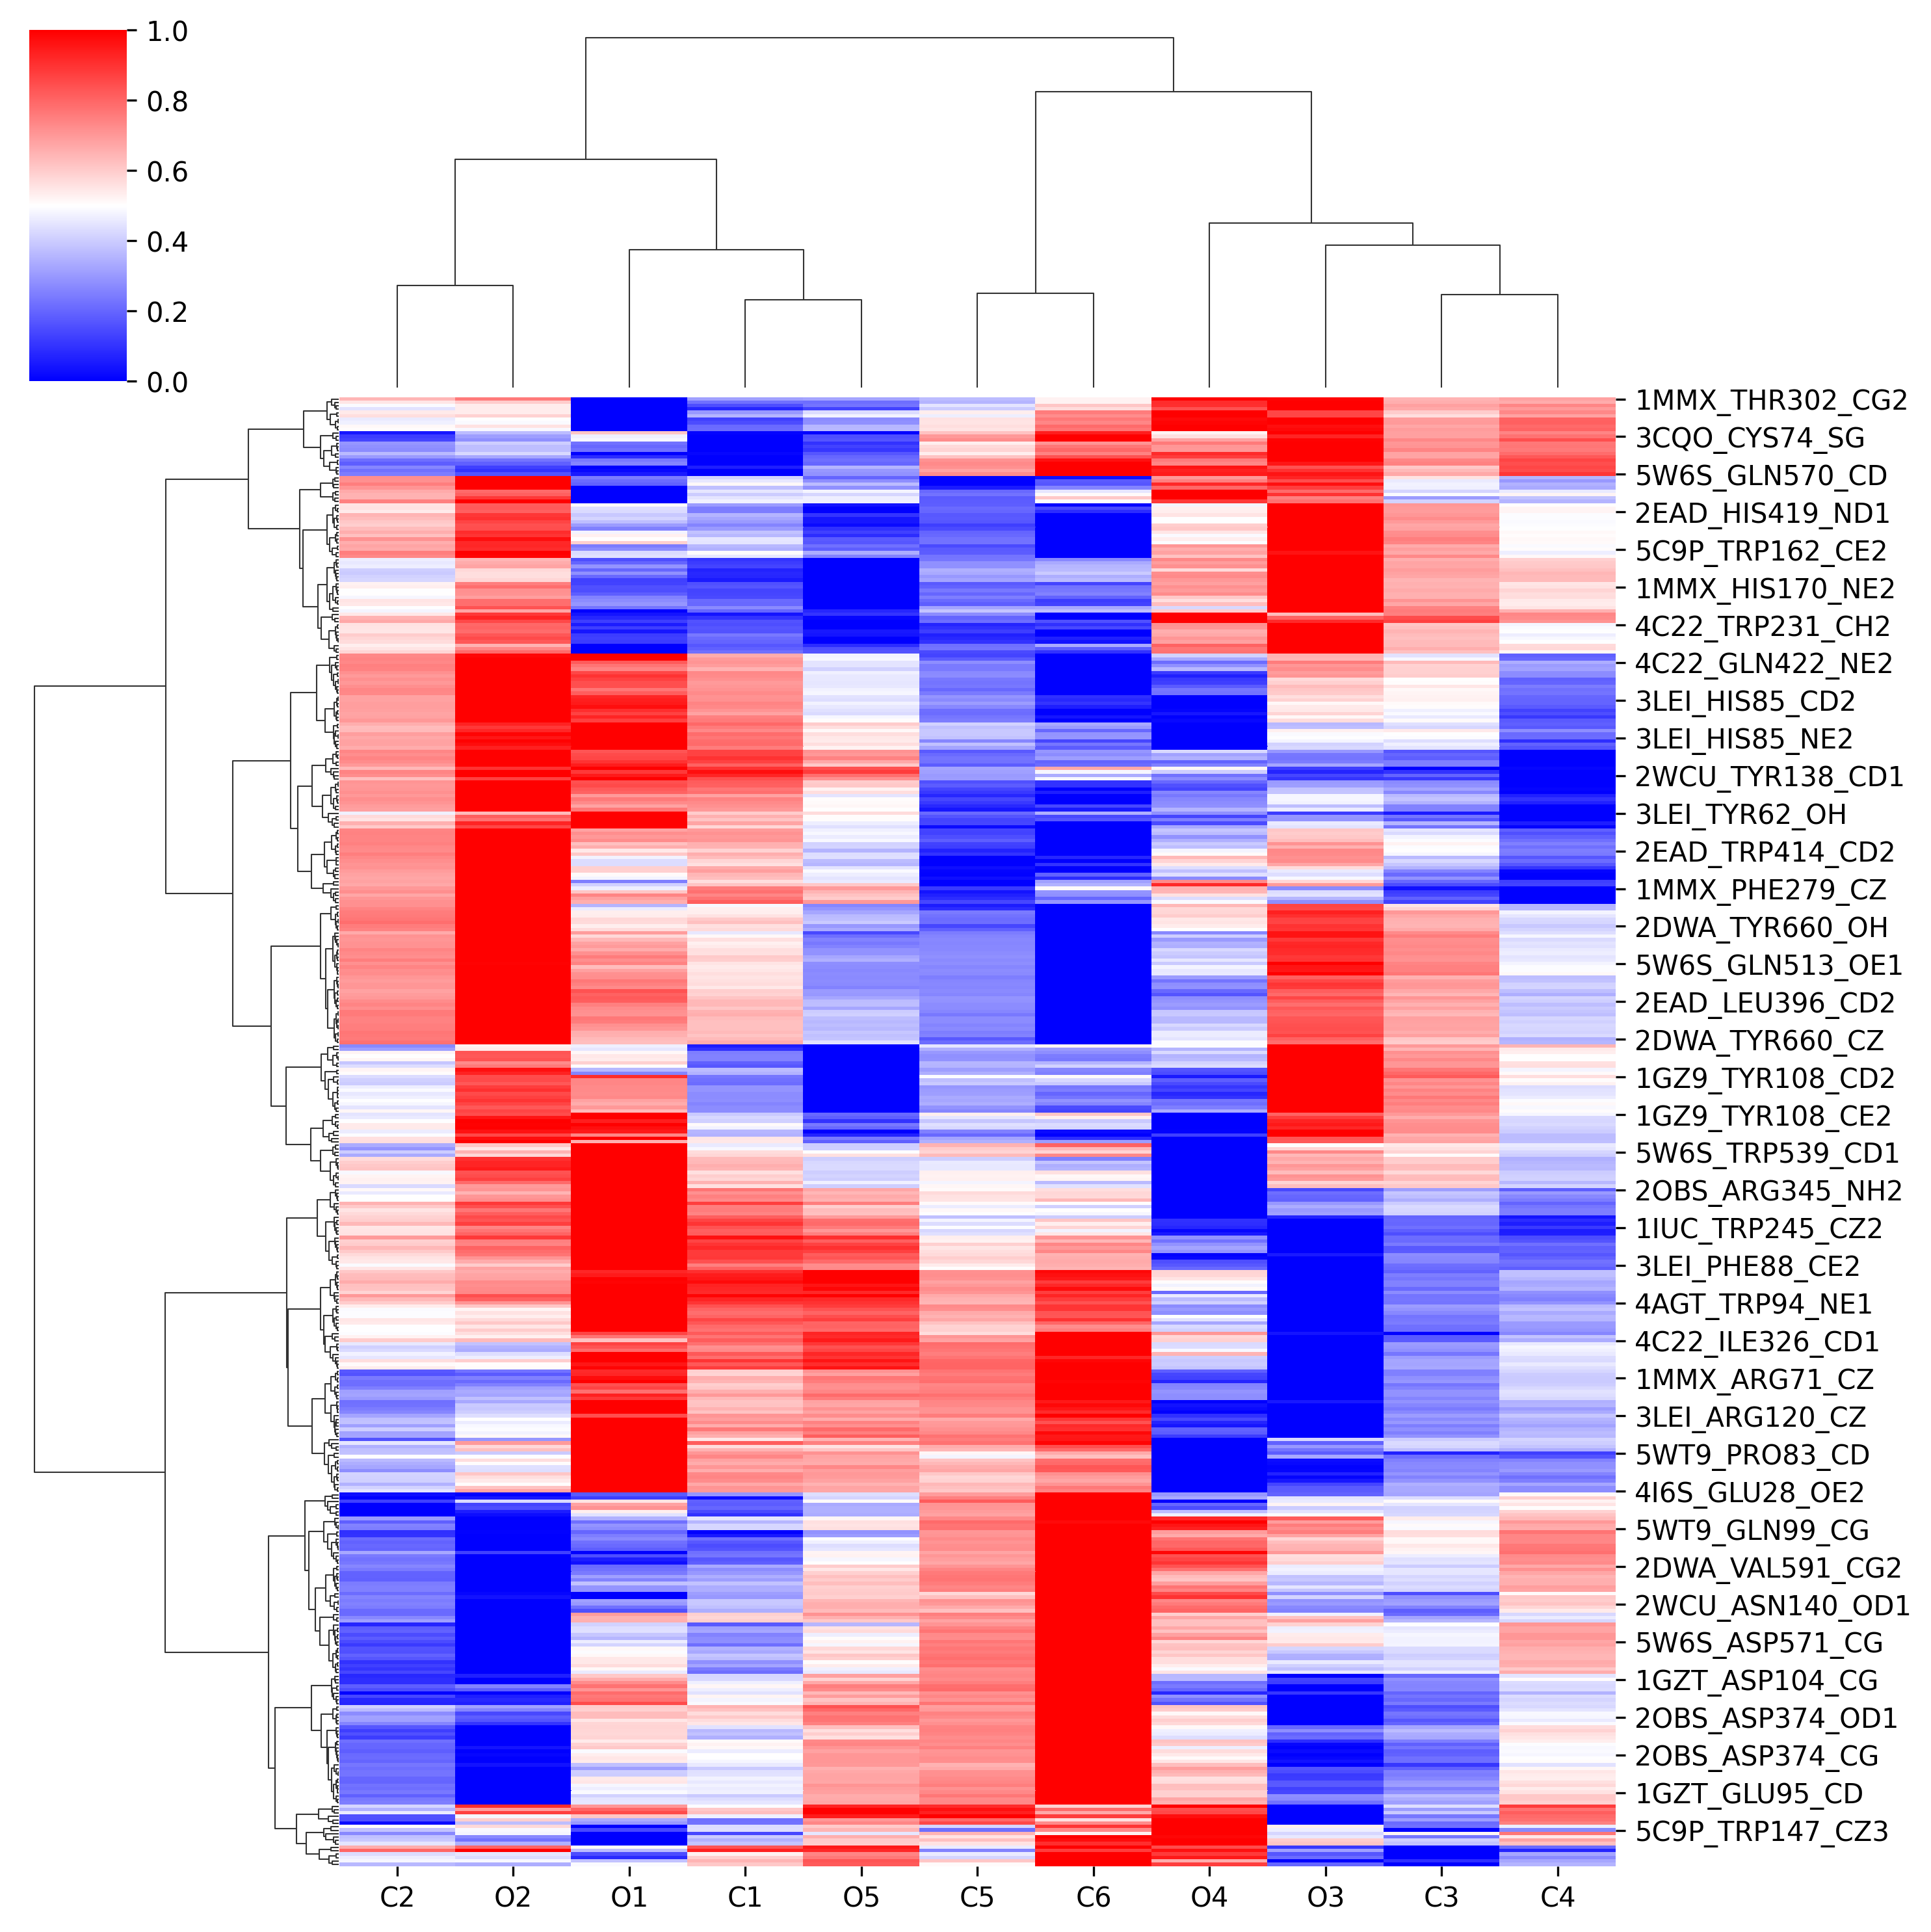 1.0
0.8
0.6
0.4
0.2
0.0
1MMX_THR302_CG2
3CQO_CYS74_SG
5W6S_GLN570_CD
2EAD_HIS419_ND1
5C9P_TRP162_CE2
1MMX_HIS170_NE2
4C22_TRP231_CH2
4C22_GLN422_NE2
3LEI_HIS85_CD2
3LEI_HIS85_NE2
2WCU_TYR138_CD1
3LEI_TYR62_OH
2EAD_TRP414_CD2
1MMX_PHE279_CZ
2DWA_TYR660_OH
5W6S_GLN513_OE1
2EAD_LEU396_CD2
2DWA_TYR660_CZ
1GZ9_TYR108_CD2
1GZ9_TYR108_CE2
5W6S_TRP539_CD1
2OBS_ARG345_NH2
1IUC_TRP245_CZ2
3LEI_PHE88_CE2
4AGT_TRP94_NE1
4C22_ILE326_CD1
1MMX_ARG71_CZ
3LEI_ARG120_CZ
5WT9_PRO83_CD
4I6S_GLU28_OE2
5WT9_GLN99_CG
2DWA_VAL591_CG2
2WCU_ASN140_OD1
5W6S_ASP571_CG
1GZT_ASP104_CG
2OBS_ASP374_OD1
2OBS_ASP374_CG
1GZT_GLU95_CD
5C9P_TRP147_CZ3
C2 O2 O1 C1 O5 C5 C6 O4 O3 C3 C4